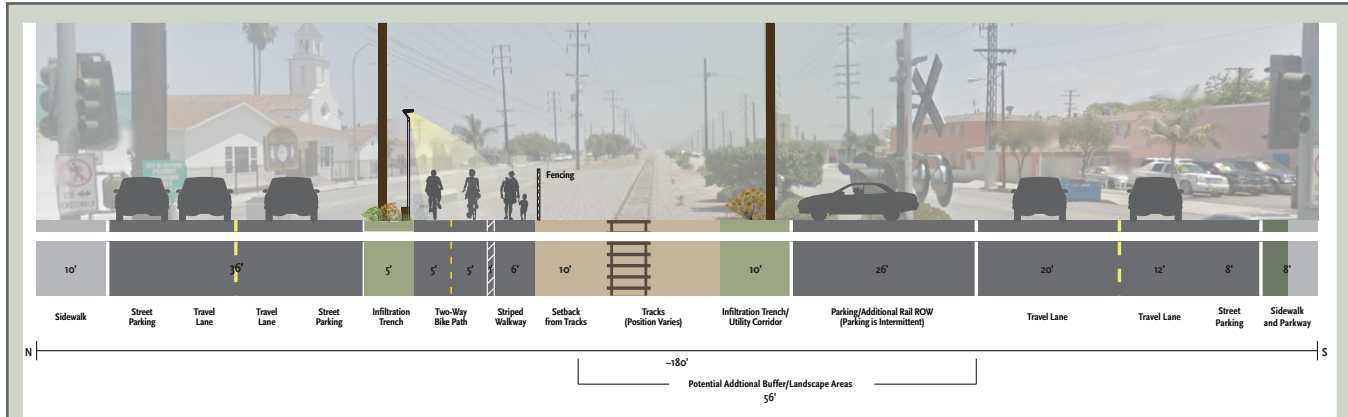 Fencing
10'
36'
5'
5'
5'
6'
10'
10'
26'
20'
12'
8'
8'
Sidewalk
Street
Parking
Travel
Lane
Travel
Lane
Street
Parking
Infiltration
Trench
Two-Way
Bike Path
Striped
Walkway
Setback
from Tracks
Tracks
(Position Varies)
Infiltration Trench/
Utility Corridor
Parking/Additional Rail ROW
(Parking is Intermittent)
Travel Lane
Travel Lane
Street
Parking
Sidewalk
and Parkway
N
S
~180'
Potential Addtional Buffer/Landscape Areas
56'